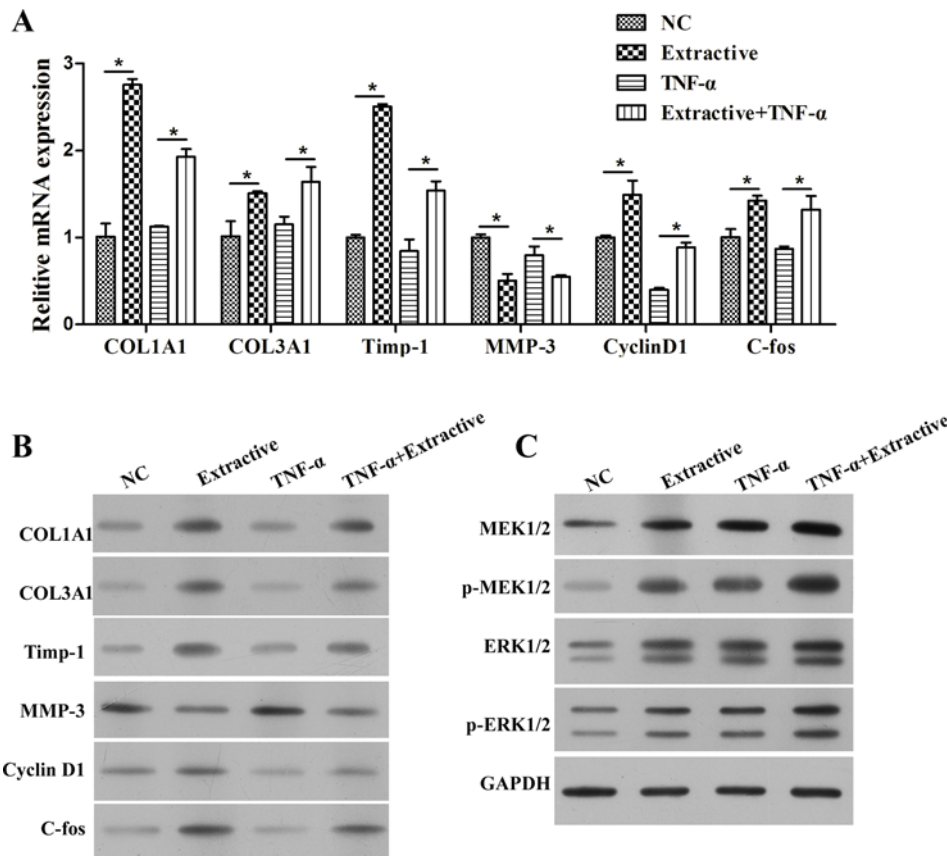 A
NC
Extractive
TNF-α
Extractive+TNF-α
Relitive mRNA expression
3
2
1
0
* * * * * * * * * * * *
COL1A1 COL3A1 Timp-1 MMP-3 CyclinD1 C-fos
B
NC Extractive TNF-α TNF-α+Extractive
COL1A1
COL3A1
Timp-1
MMP-3
Cyclin D1
C-fos
C
NC Extractive TNF-α TNF-α+Extractive
MEK1/2
p-MEK1/2
ERK1/2
p-ERK1/2
GAPDH